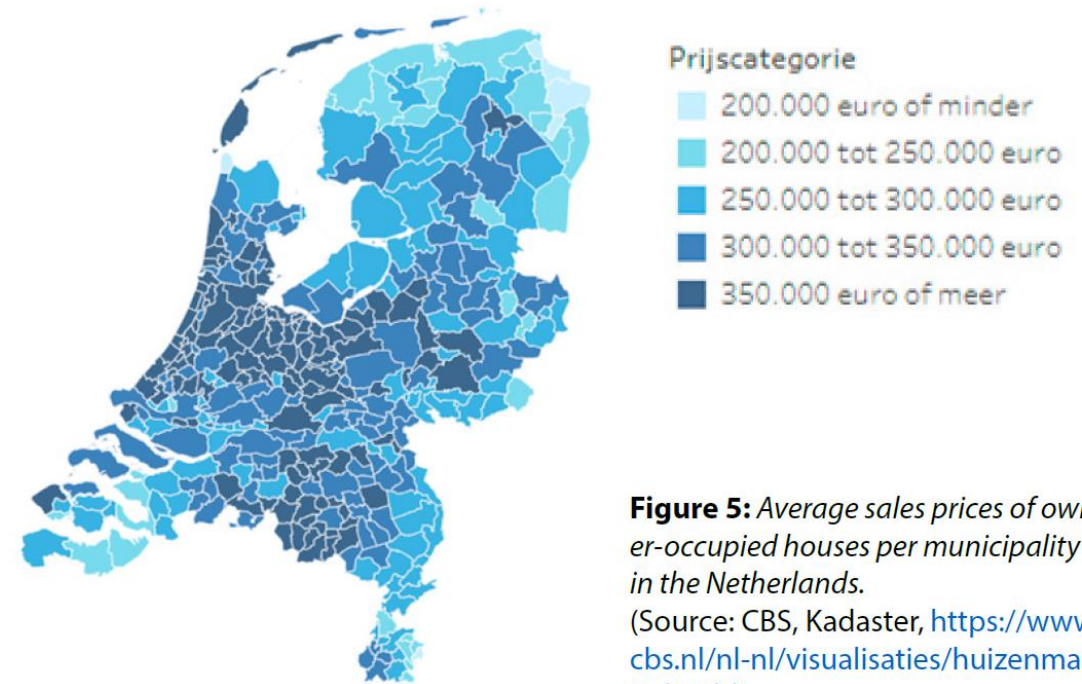 Prijscategorie
200.000 euro of minder
200.000 tot 250.000 euro
250.000 tot 300.000 euro
300.000 tot 350.000 euro
350.000 euro of meer
Figure 5: Average sales prices of own
er-occupied houses per municipality
in the Netherlands.
(Source: CBS, Kadaster, https://www
cbs.nl/nl-nl/visualisaties/huizenma